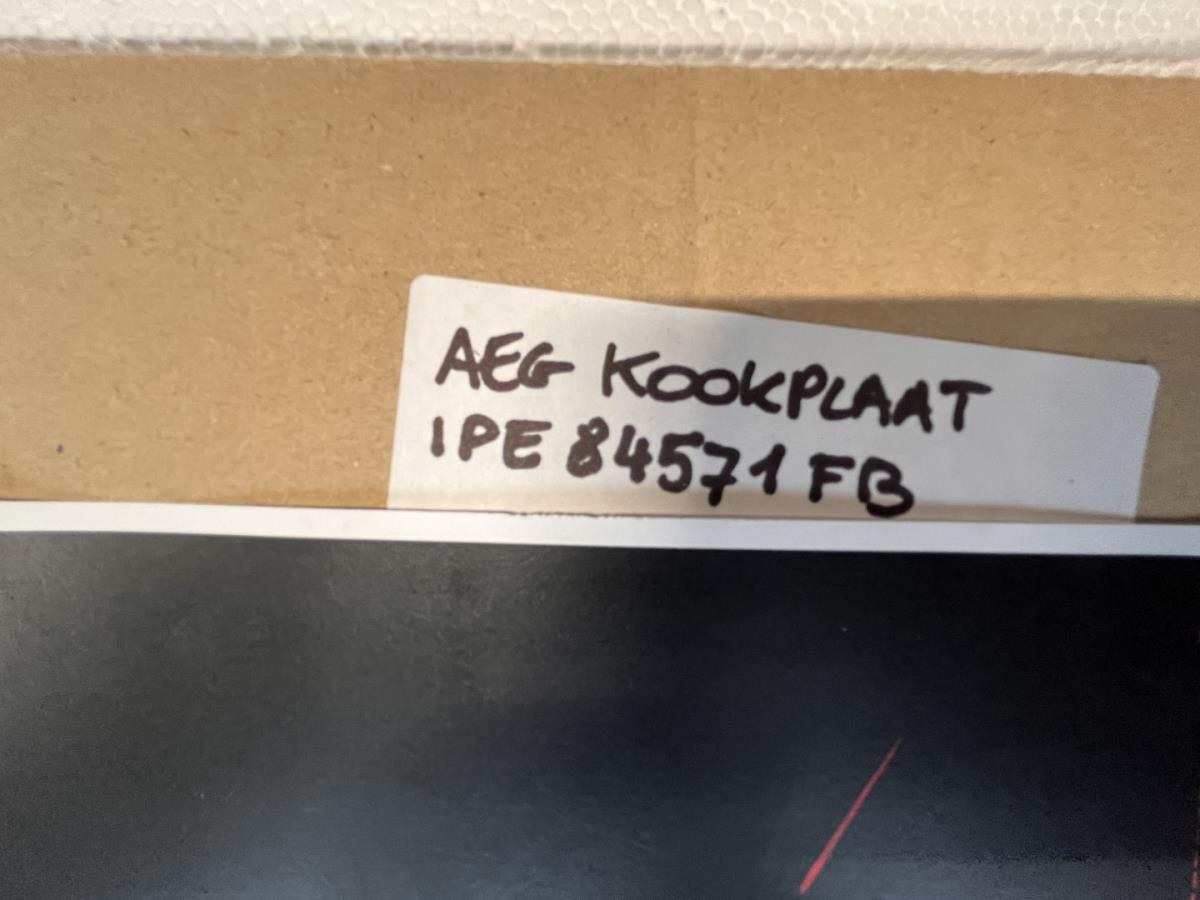 AEG KOOKPLAAT
IPE 84571 FB